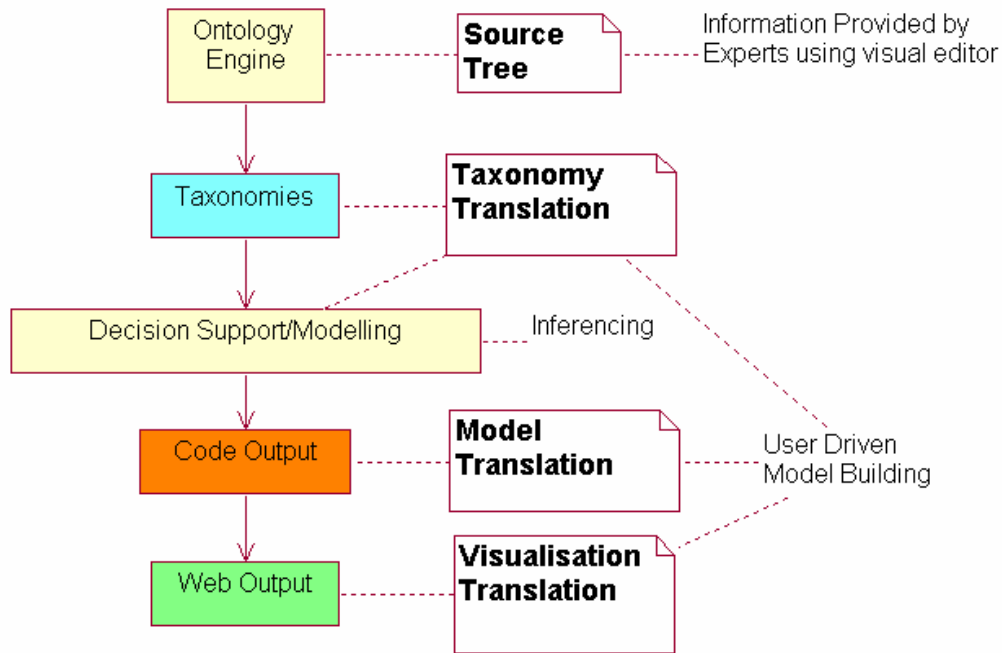 Ontology
Engine
Source
Tree
Information Provided by
Experts using visual editor
Taxonomies
Taxonomy
Translation
Decision Support/Modelling
Inferencing
Code Output
Model
Translation
User Driven
Model Building
Web Output
Visualisation
Translation